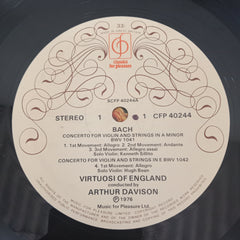 33
classics
for pleasure
SCFP 40244A
STEREO 1 1 CFP 40244
BACH
CONCERTO FOR VIOLIN AND STRINGS IN A MINOR
BWV 1041
1. 1st Movement: Allegro 2. 2nd Movement: Andante
3. 3rd Movement: Allegro assai
Solo Violin: Kenneth Sillito
CONCERTO FOR VIOLIN AND STRINGS IN E BWV 1042
4. 1st Movement: Allegro
Solo Violin: Hugh Bean
VIRTUOSI OF ENGLAND
conducted by
ARTHUR DAVISON
Ⓟ 1976
Music for Pleasure Ltd.